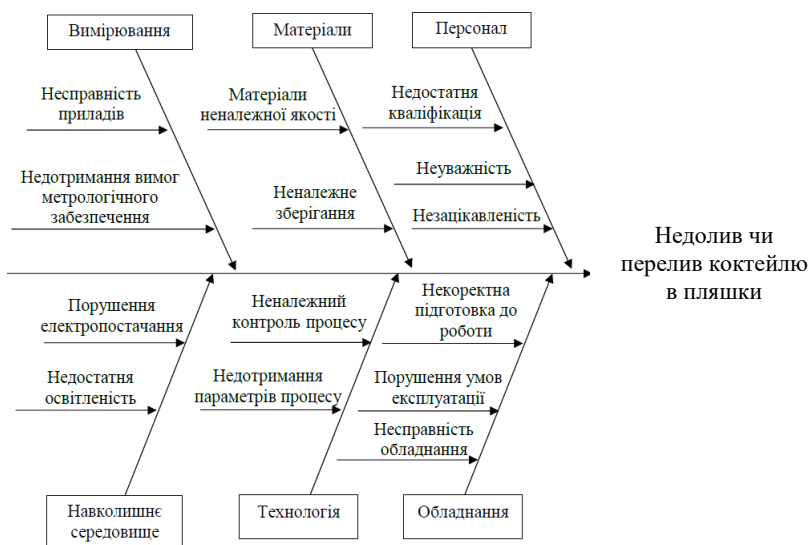 Вимірювання
Матеріали
Персонал
Несправність
приладів
Матеріали
неналежної якості
Недостатня
кваліфікація
Недотримання вимог
метрологічного
забезпечення
Неналежне
зберігання
Неуважність
Незацікавленість
Недолив чи
перелив коктейлю
в пляшки
Порушення
електропостачання
Неналежний
контроль процесу
Некоректна
підготовка до
роботи
Недостатня
освітленість
Недотримання
параметрів процесу
Порушення умов
експлуатації
Несправність
обладнання
Навколишнє
середовище
Технологія
Обладнання